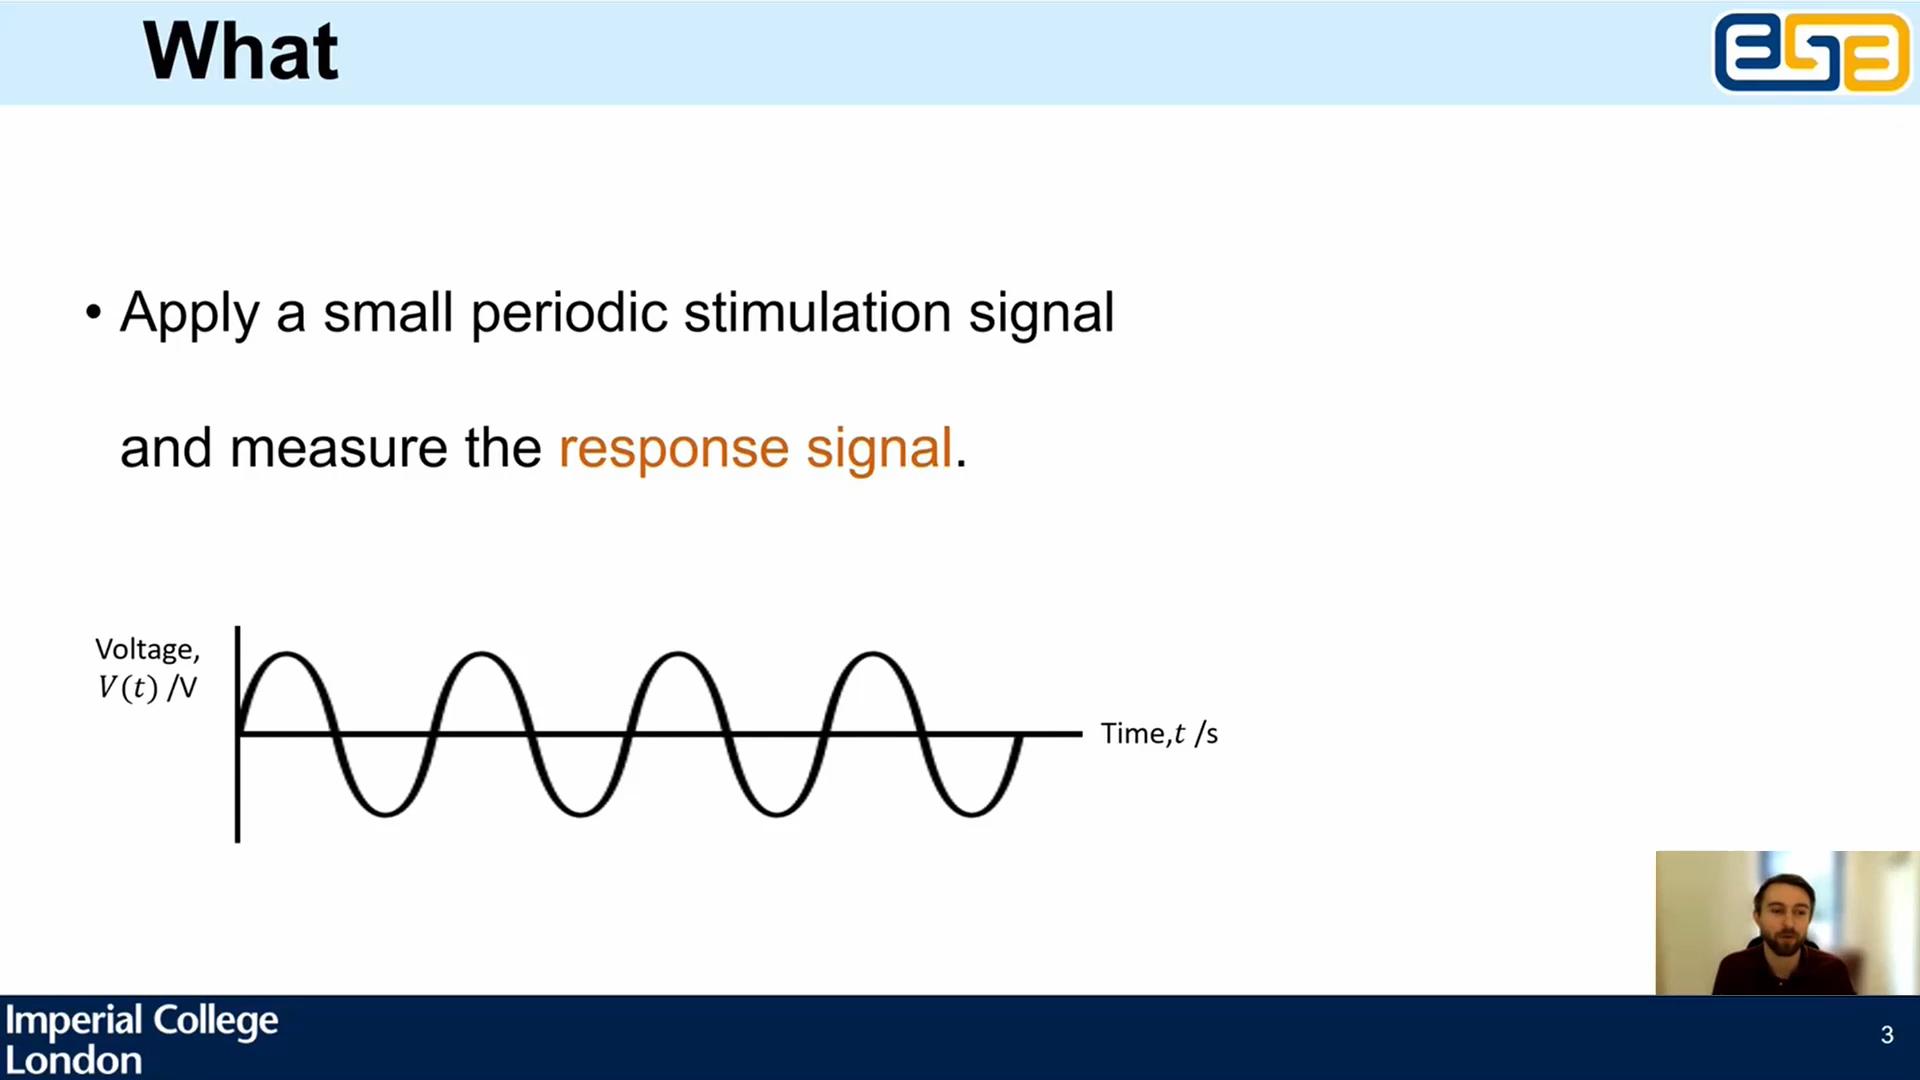 What
• Apply a small periodic stimulation signal
and measure the response signal.
Voltage,
V(t) /V
Time,t /s
Imperial College
London
3